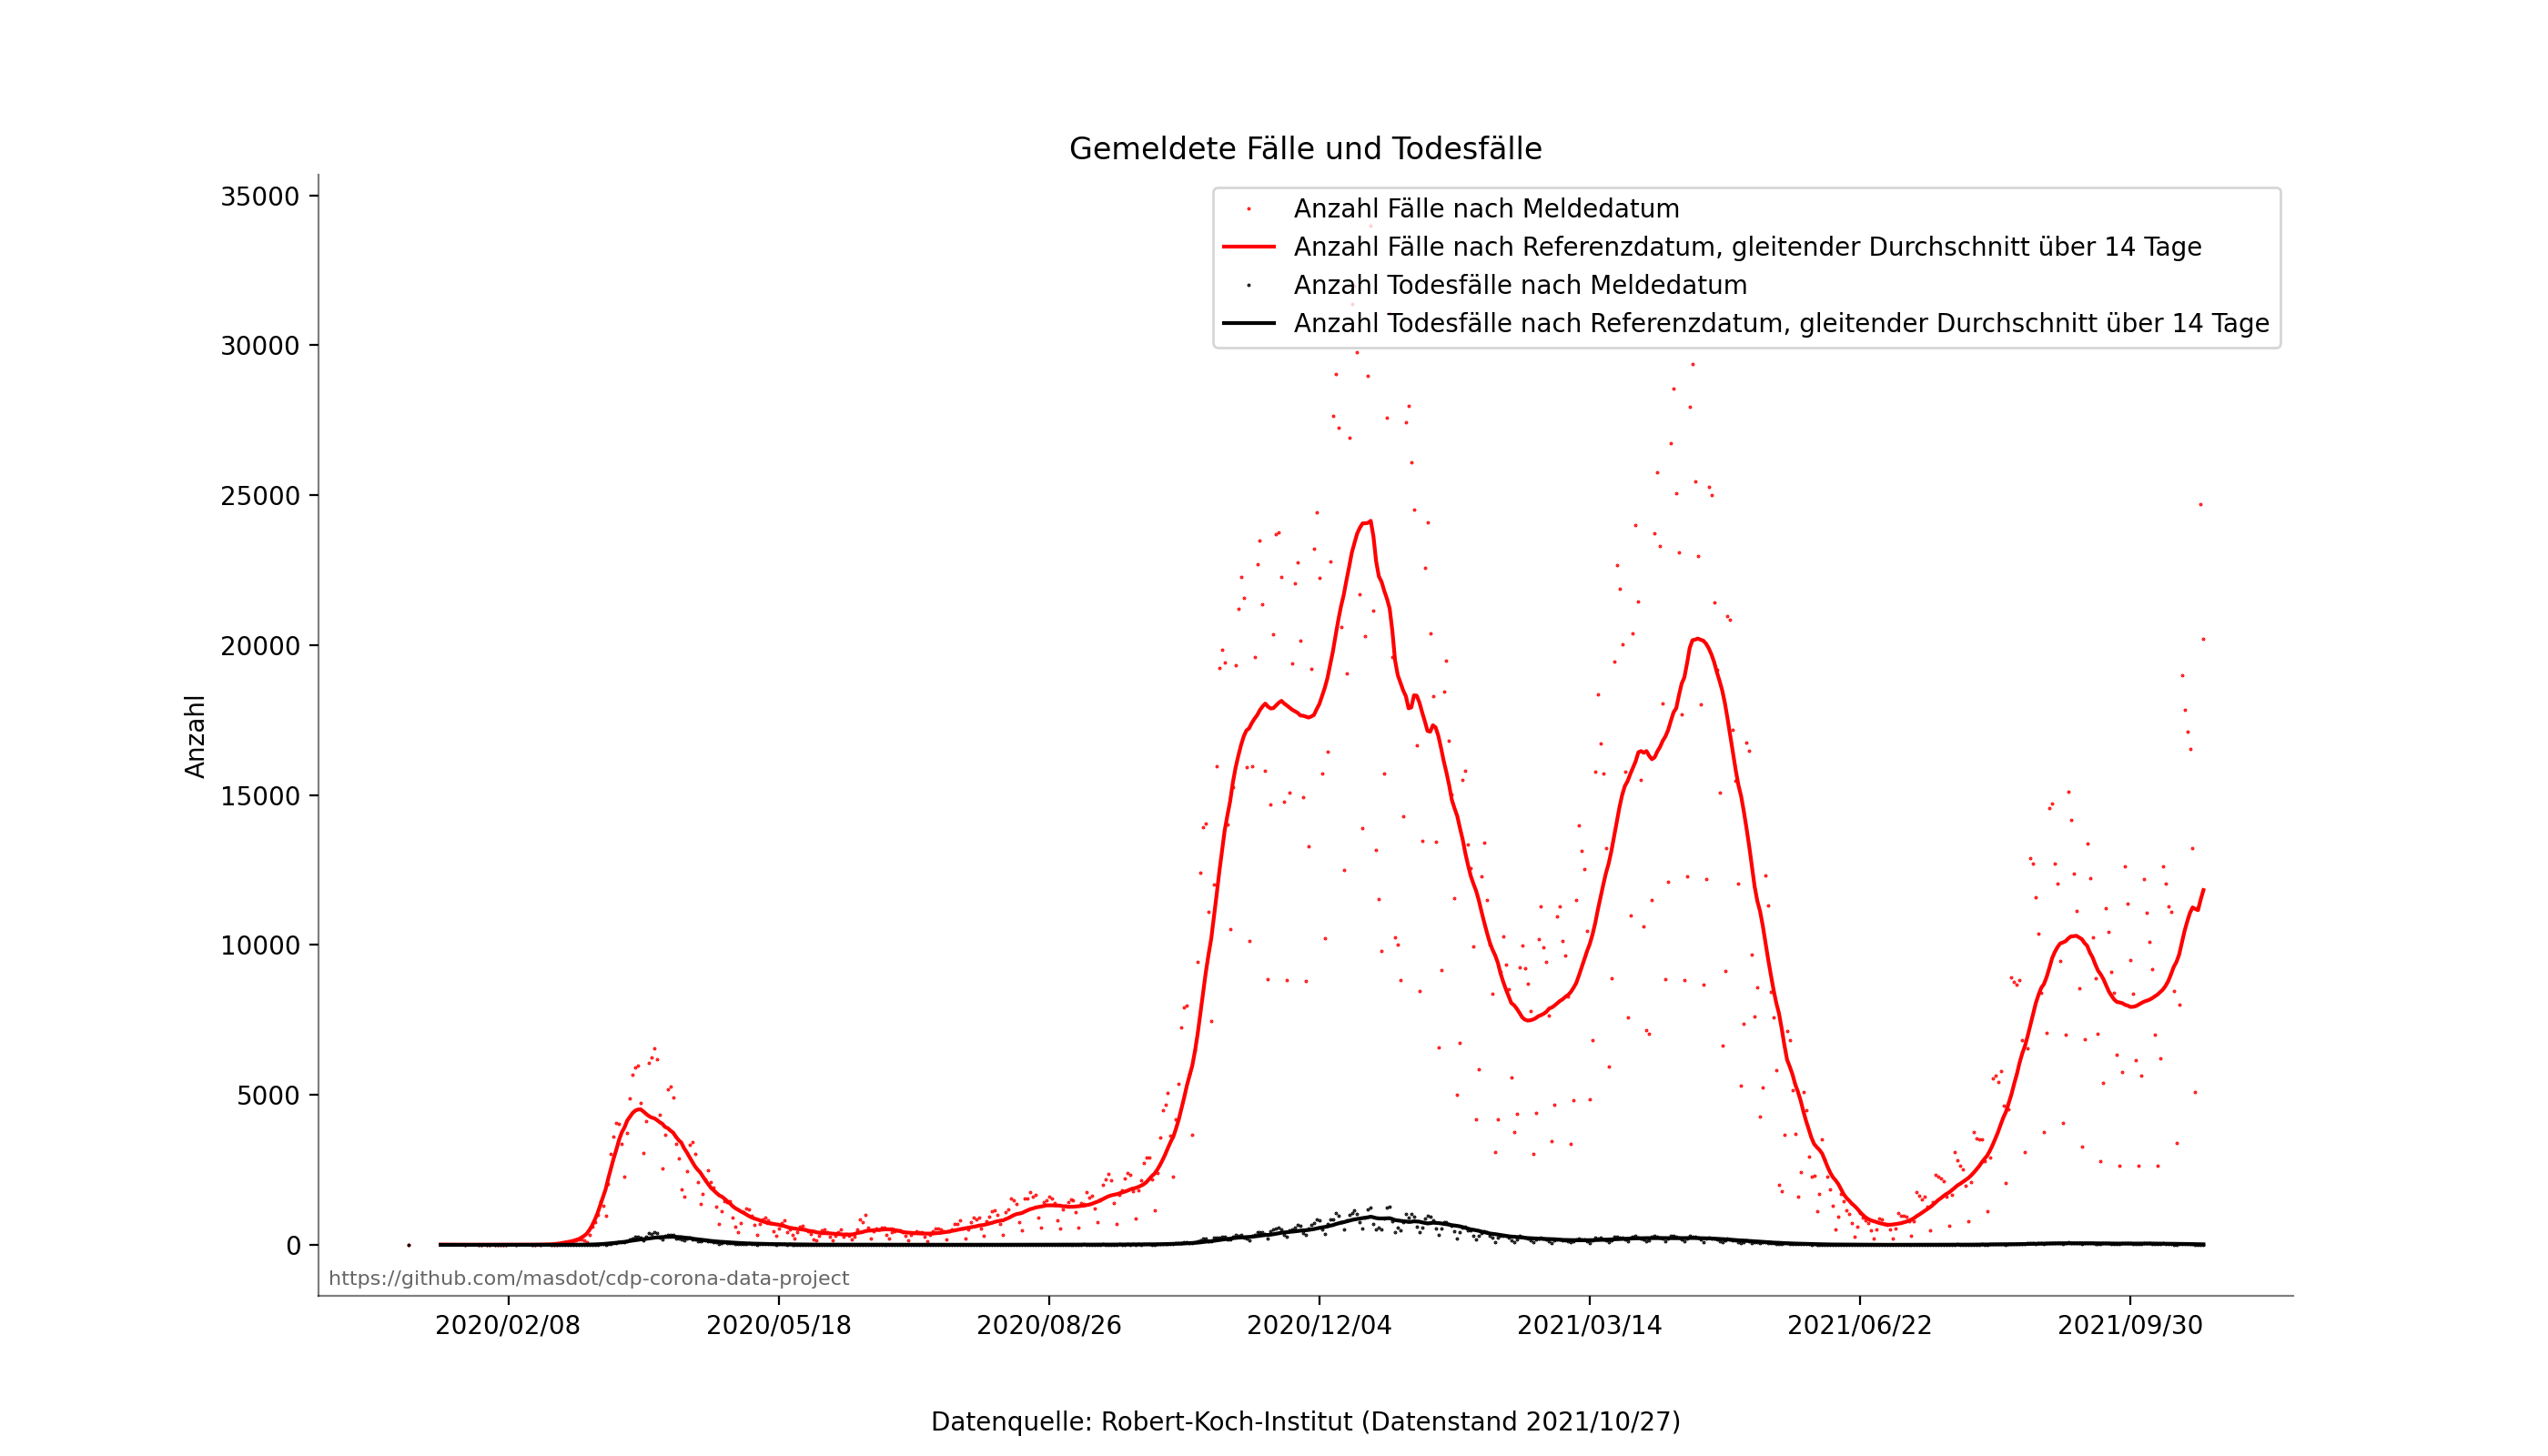 Gemeldete Fälle und Todesfälle
35000
30000
25000
20000
15000
10000
5000
0
Anzahl
Anzahl Fälle nach Meldedatum
Anzahl Fälle nach Referenzdatum, gleitender Durchschnitt über 14 Tage
Anzahl Todesfälle nach Meldedatum
Anzahl Todesfälle nach Referenzdatum, gleitender Durchschnitt über 14 Tage
https://github.com/masdot/cdp-corona-data-project
2020/02/08 2020/05/18 2020/08/26 2020/12/04 2021/03/14 2021/06/22 2021/09/30
Datenquelle: Robert-Koch-Institut (Datenstand 2021/10/27)